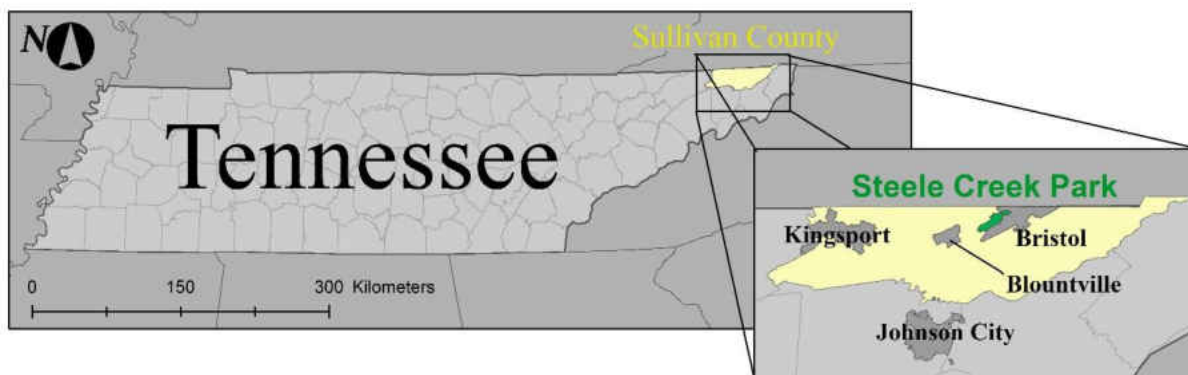 N
Sullivan County
Tennessee
Steele Creek Park
Kingsport
Bristol
Blountville
Johnson City
0 150 300 Kilometers